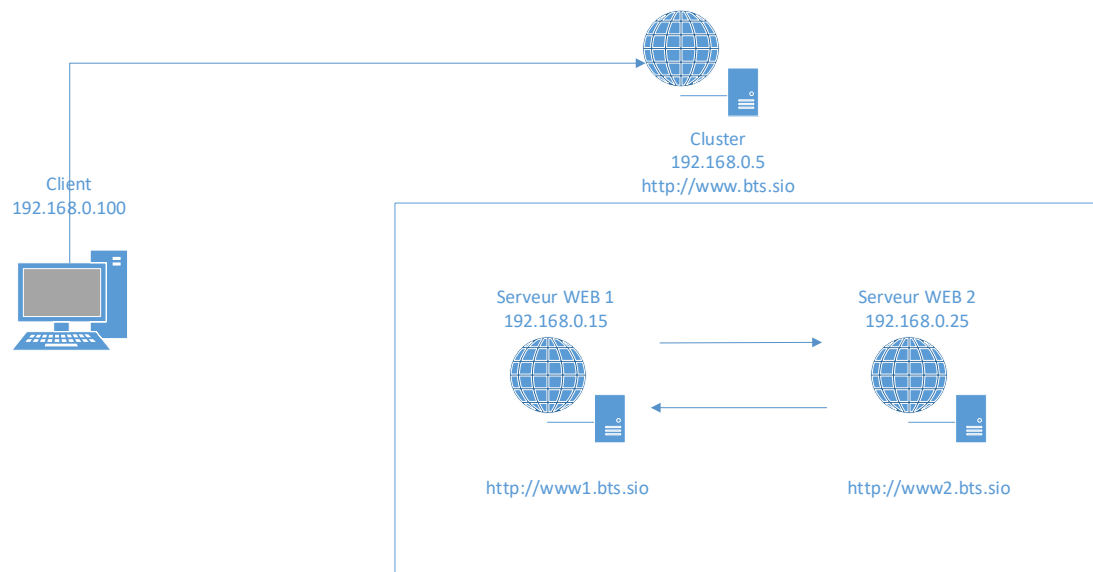 Cluster
192.168.0.5
http://www.bts.sio
Client
192.168.0.100
Serveur WEB 1
192.168.0.15
Serveur WEB 2
192.168.0.25
http://www1.bts.sio
http://www2.bts.sio